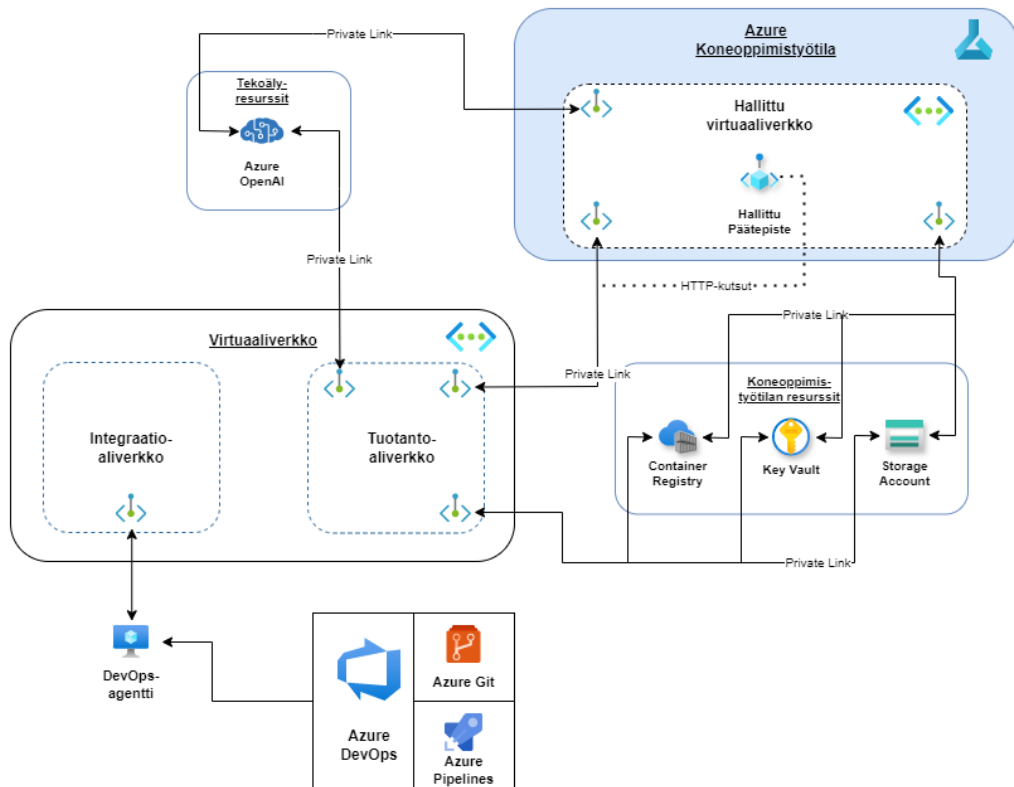 Private Link
Azure
Koneoppimistyötila
Tekoäly-
resurssit
Azure
OpenAI
Hallittu
virtuaaliverkko
Hallittu
Päätepiste
Private Link
HTTP-kutsut
Private Link
Virtuaaliverkko
Private Link
Integraatio-
aliverkko
Tuotanto-
aliverkko
Koneoppimis-
työtilan resurssit
Container
Registry
Key Vault
Storage
Account
Private Link
DevOps-
agentti
Azure
DevOps
Azure Git
Azure
Pipelines